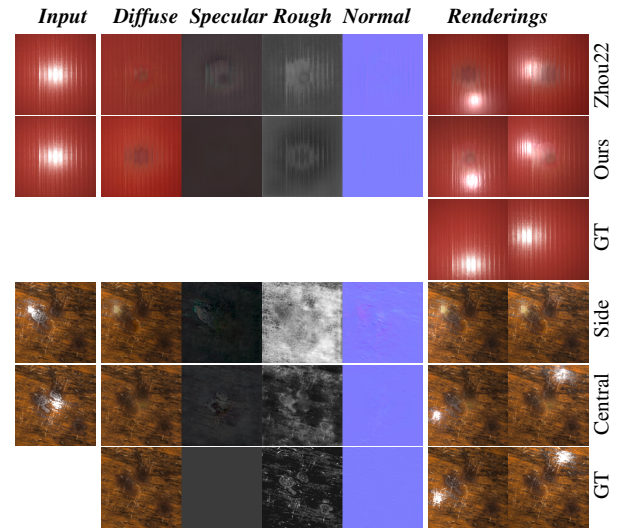 Input Diffuse Specular Rough Normal Renderings
Zhou22
Ours
GT
Side
Central
GT